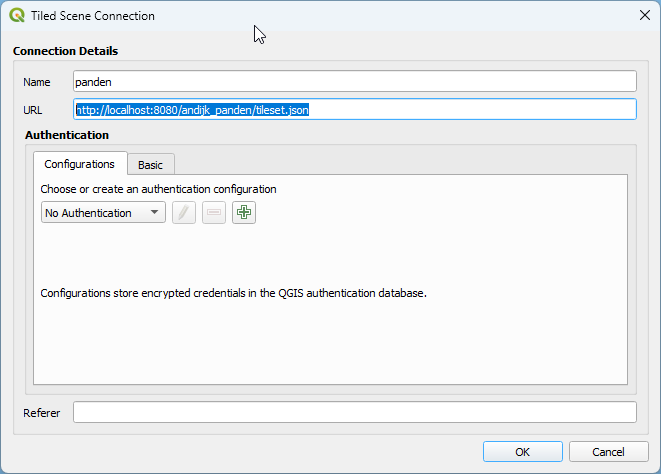 Tiled Scene Connection
Connection Details
Name panden
URL http://localhost:8080/andijk_panden/tileset.json
Authentication
Configurations Basic
Choose or create an authentication configuration
No Authentication
Configurations store encrypted credentials in the QGIS authentication database.
Referer
OK Cancel